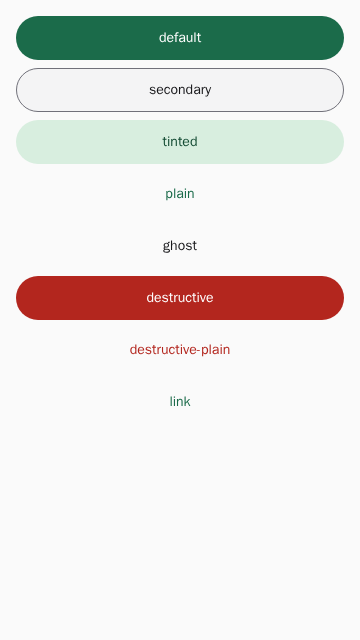 default
secondary
tinted
plain
ghost
destructive
destructive-plain
link